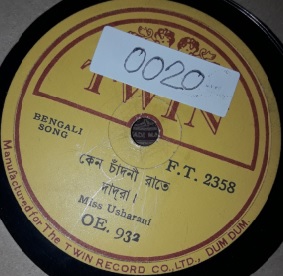 0020
TWIN
BENGALI
SONG
কেন চাঁদনী রাতে
F.T. 2358
দাদরা।
Miss Usharani
OE. 932
Manufactured for The TWIN RECORD CO., LTD., DUM DUM